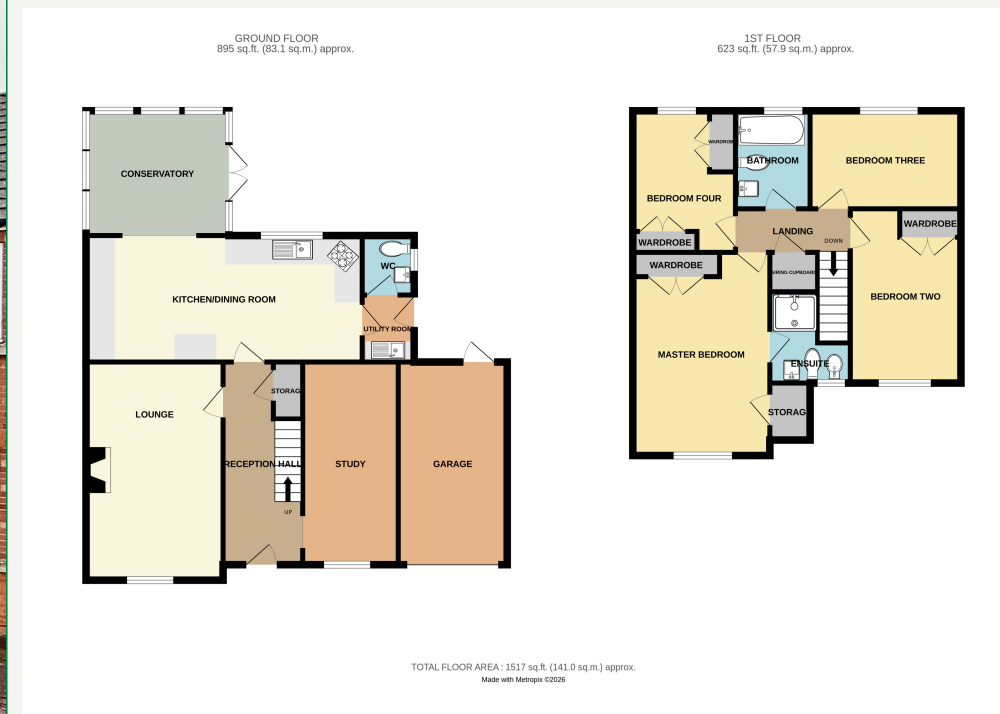 GROUND FLOOR
895 sq.ft. (83.1 sq.m.) approx.
1ST FLOOR
623 sq.ft. (57.9 sq.m.) approx.
CONSERVATORY
KITCHEN/DINING ROOM
WC
UTILITY ROOM
STORAG
LOUNGE
RECEPTION HALL
STUDY
GARAGE
UP
WARDROB
BATHROOM
BEDROOM THREE
BEDROOM FOUR
WARDROBE
LANDING
DOWN
WARDROBE
WARDROBE
AIRING CUPBOARD
BEDROOM TWO
MASTER BEDROOM
ENSUITE
STORAG
TOTAL FLOOR AREA : 1517 sq.ft. (141.0 sq.m.) approx.
Made with Metropix ©2026